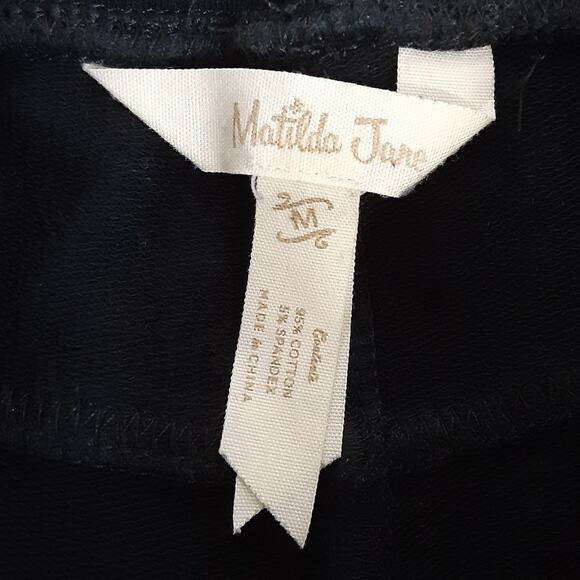 Matilda Jane
M
Contents
95% COTTON
5% SPANDEX
MADE in CHINA